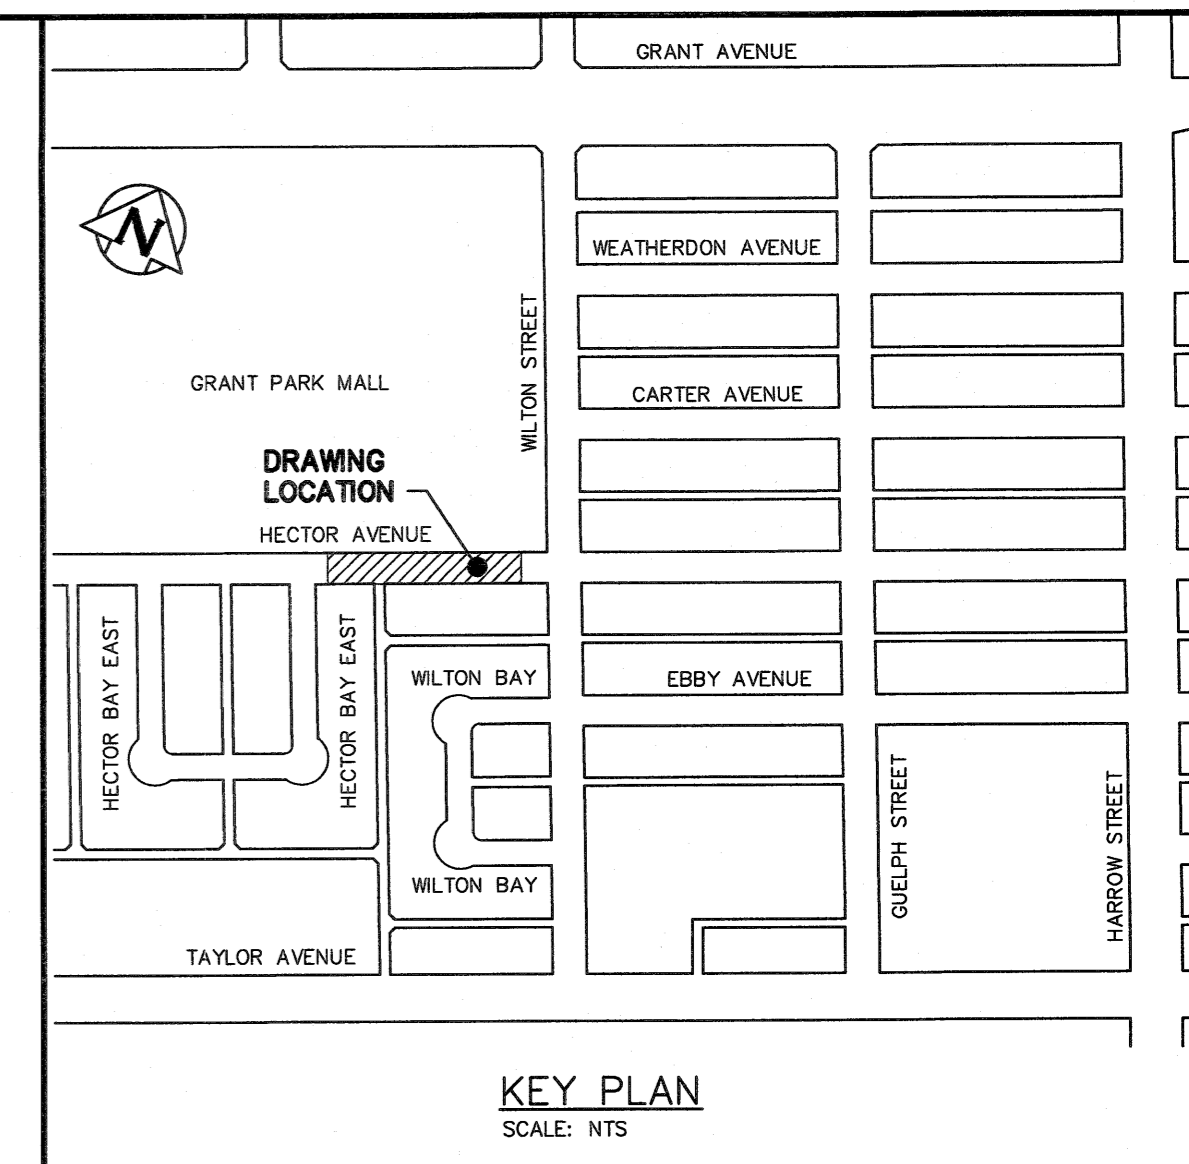 GRANT AVENUE
N
WEATHERDON AVENUE
WILTON STREET
GRANT PARK MALL
CARTER AVENUE
DRAWING
LOCATION
HECTOR AVENUE
HECTOR BAY EAST
HECTOR BAY EAST
WILTON BAY
EBBY AVENUE
GUELPH STREET
HARROW STREET
WILTON BAY
TAYLOR AVENUE
KEY PLAN
SCALE: NTS